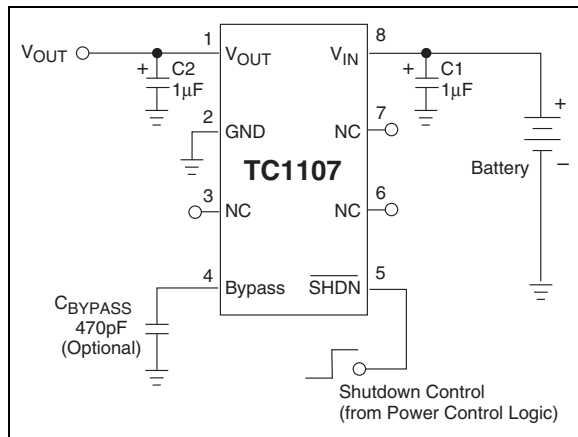 VOUT
1
VOUT
+
C2
1µF
2
GND
3
NC
4
Bypass
CBYPASS
470pF
(Optional)
TC1107
8
VIN
+
C1
1µF
7
NC
6
NC
5
SHDN
+
Battery
–
Shutdown Control
(from Power Control Logic)